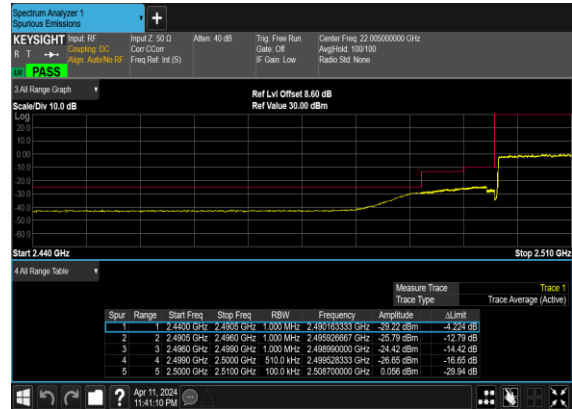 Spectrum Analyzer 1
Spurious Emissions
+
KEYSIGHT Input: RF Input Z: 50 Ω Atten: 40 dB Trig: Free Run Center Freq: 22.005000000 GHz
R T Coupling: DC Corr CCorr Gate: Off Avg|Hold: 100/100
Align: Auto/No RF Freq Ref: Int (S) IF Gain: Low Radio Std: None
LW PASS
3 All Range Graph
Ref Lvl Offset 8.60 dB
Scale/Div 10.0 dB Ref Value 30.00 dBm
Log
20.0
10.0
0.00
-10.0
-20.0
-30.0
-40.0
-50.0
-60.0
Start 2.440 GHz Stop 2.510 GHz
4 All Range Table
Measure Trace Trace 1
Trace Type Trace Average (Active)
Spur Range Start Freq Stop Freq RBW Frequency Amplitude ΔLimit
1 1 2.4400 GHz 2.4905 GHz 1.000 MHz 2.490163333 GHz -29.22 dBm -4.224 dB
2 2 2.4905 GHz 2.4960 GHz 1.000 MHz 2.495926667 GHz -25.79 dBm -12.79 dB
3 3 2.4960 GHz 2.4990 GHz 1.000 MHz 2.498990000 GHz -24.42 dBm -14.42 dB
4 4 2.4990 GHz 2.5000 GHz 510.0 kHz 2.499528333 GHz -26.65 dBm -16.65 dB
5 5 2.5000 GHz 2.5100 GHz 100.0 kHz 2.508700000 GHz 0.056 dBm -29.94 dB
? Apr 11, 2024
11:41:10 PM